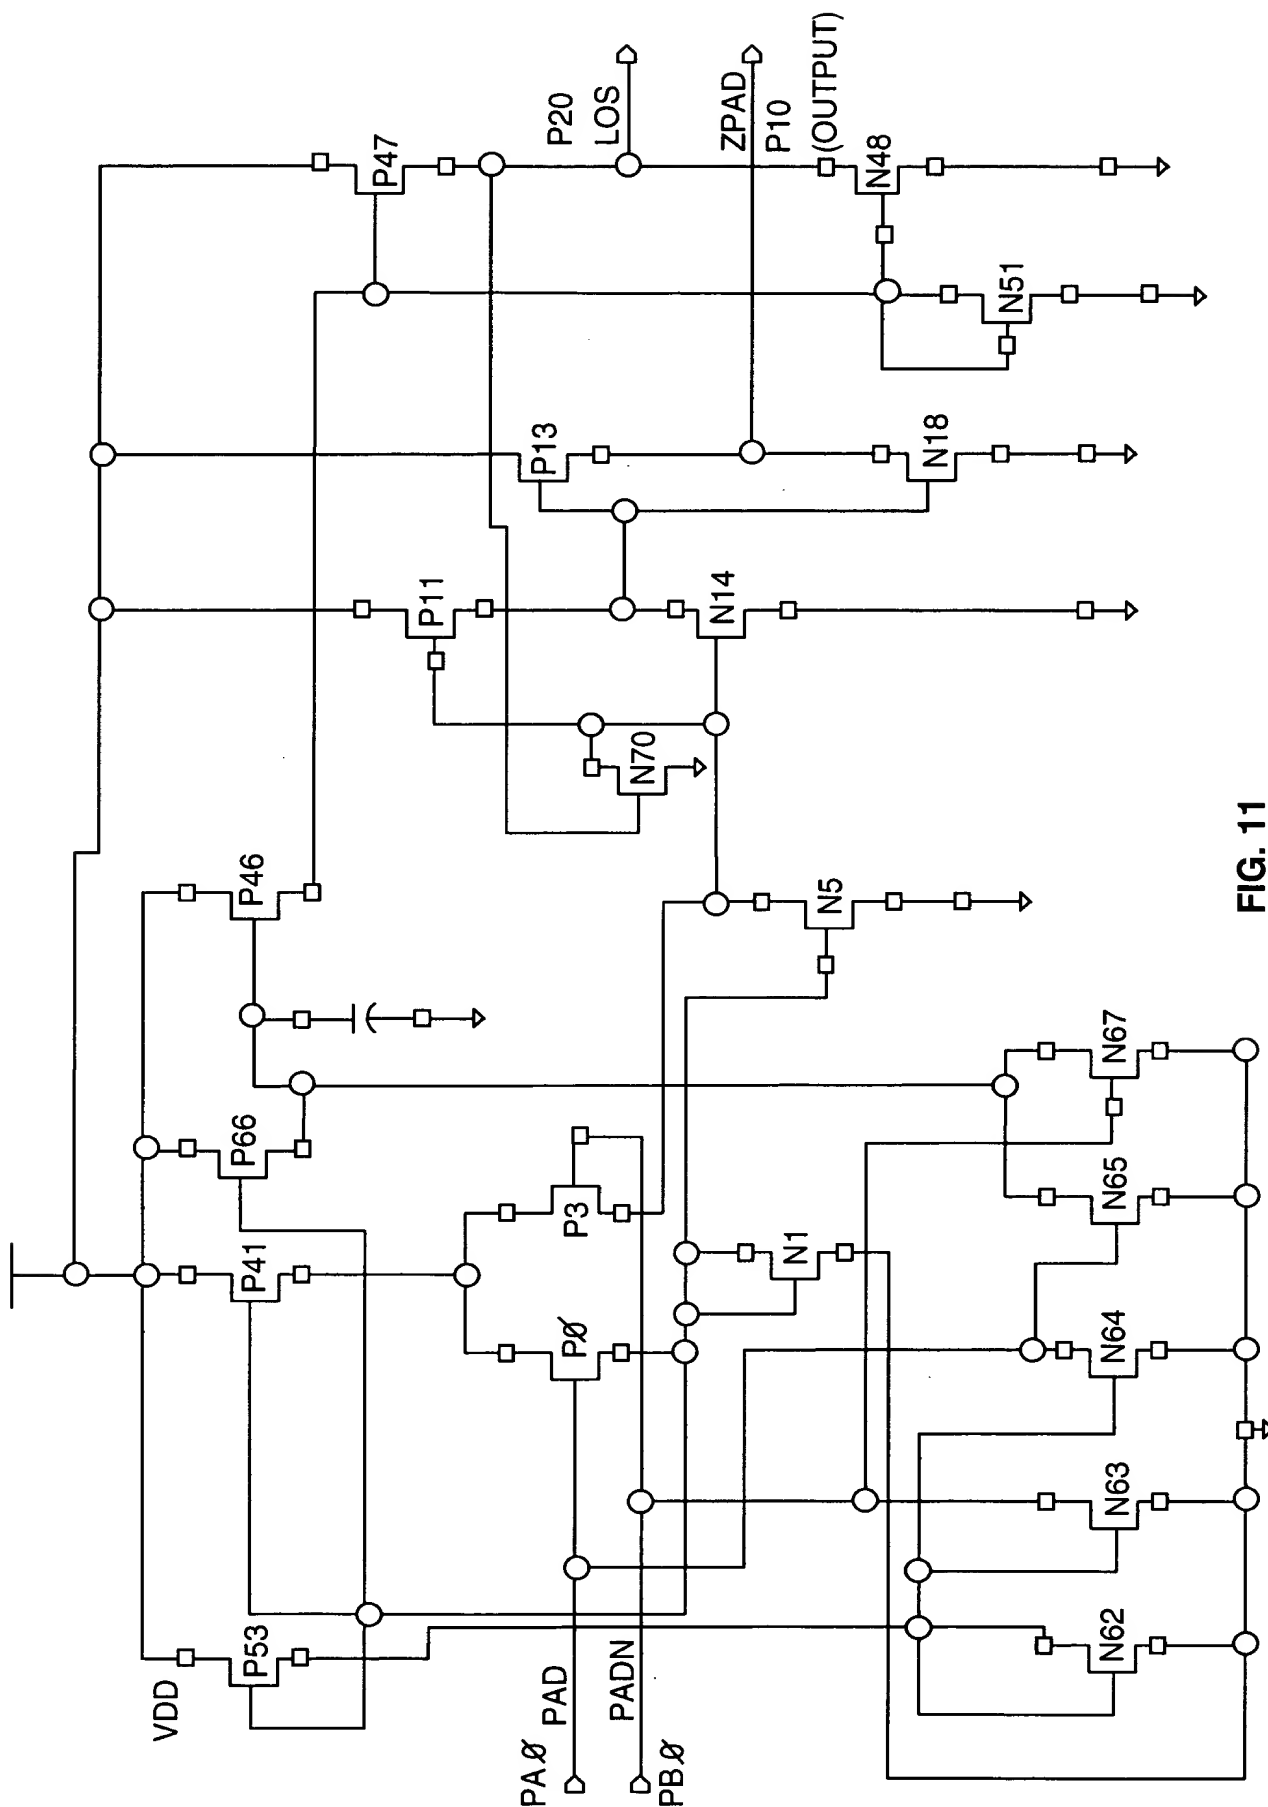 VDD
P53
P41
P66
P46
P11
P13
P47
P20
LOS
ZPAD
P10
(OUTPUT)
N48
N51
N18
N14
N70
N5
PAØ
PAD
PADN
PBØ
PØ
P3
N1
N62
N63
N64
N65
N67
FIG. 11